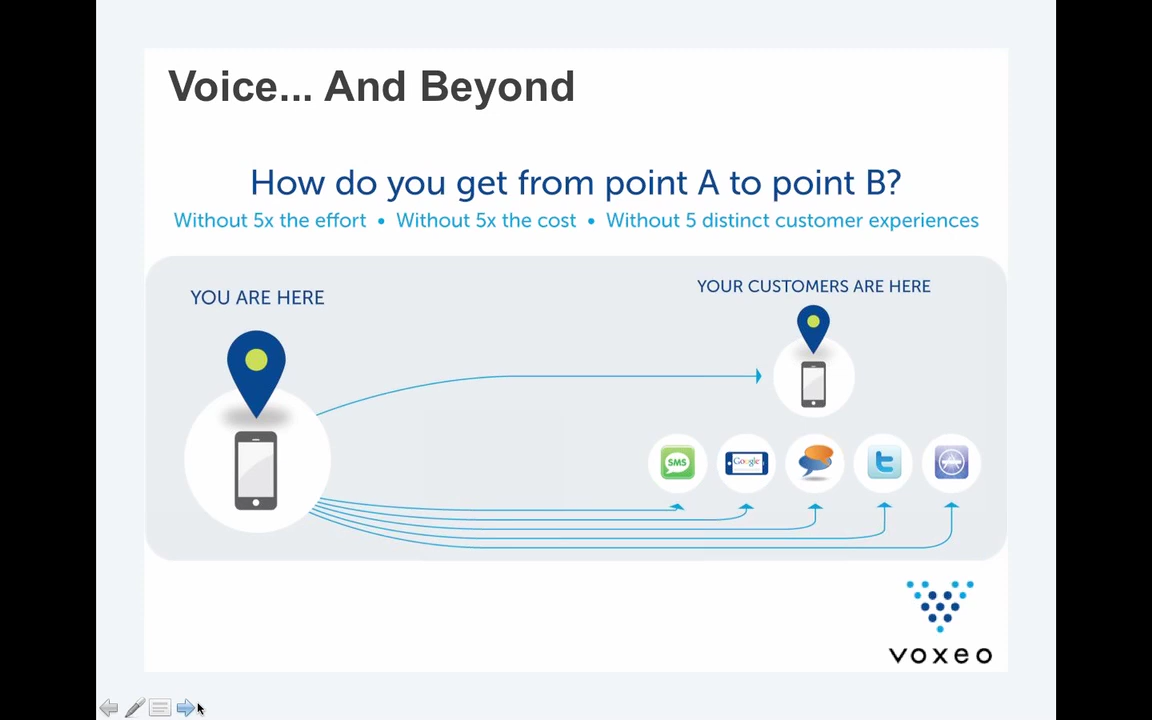 Voice... And Beyond
How do you get from point A to point B?
Without 5x the effort • Without 5x the cost • Without 5 distinct customer experiences
YOU ARE HERE
YOUR CUSTOMERS ARE HERE
SMS
Google
voxeo